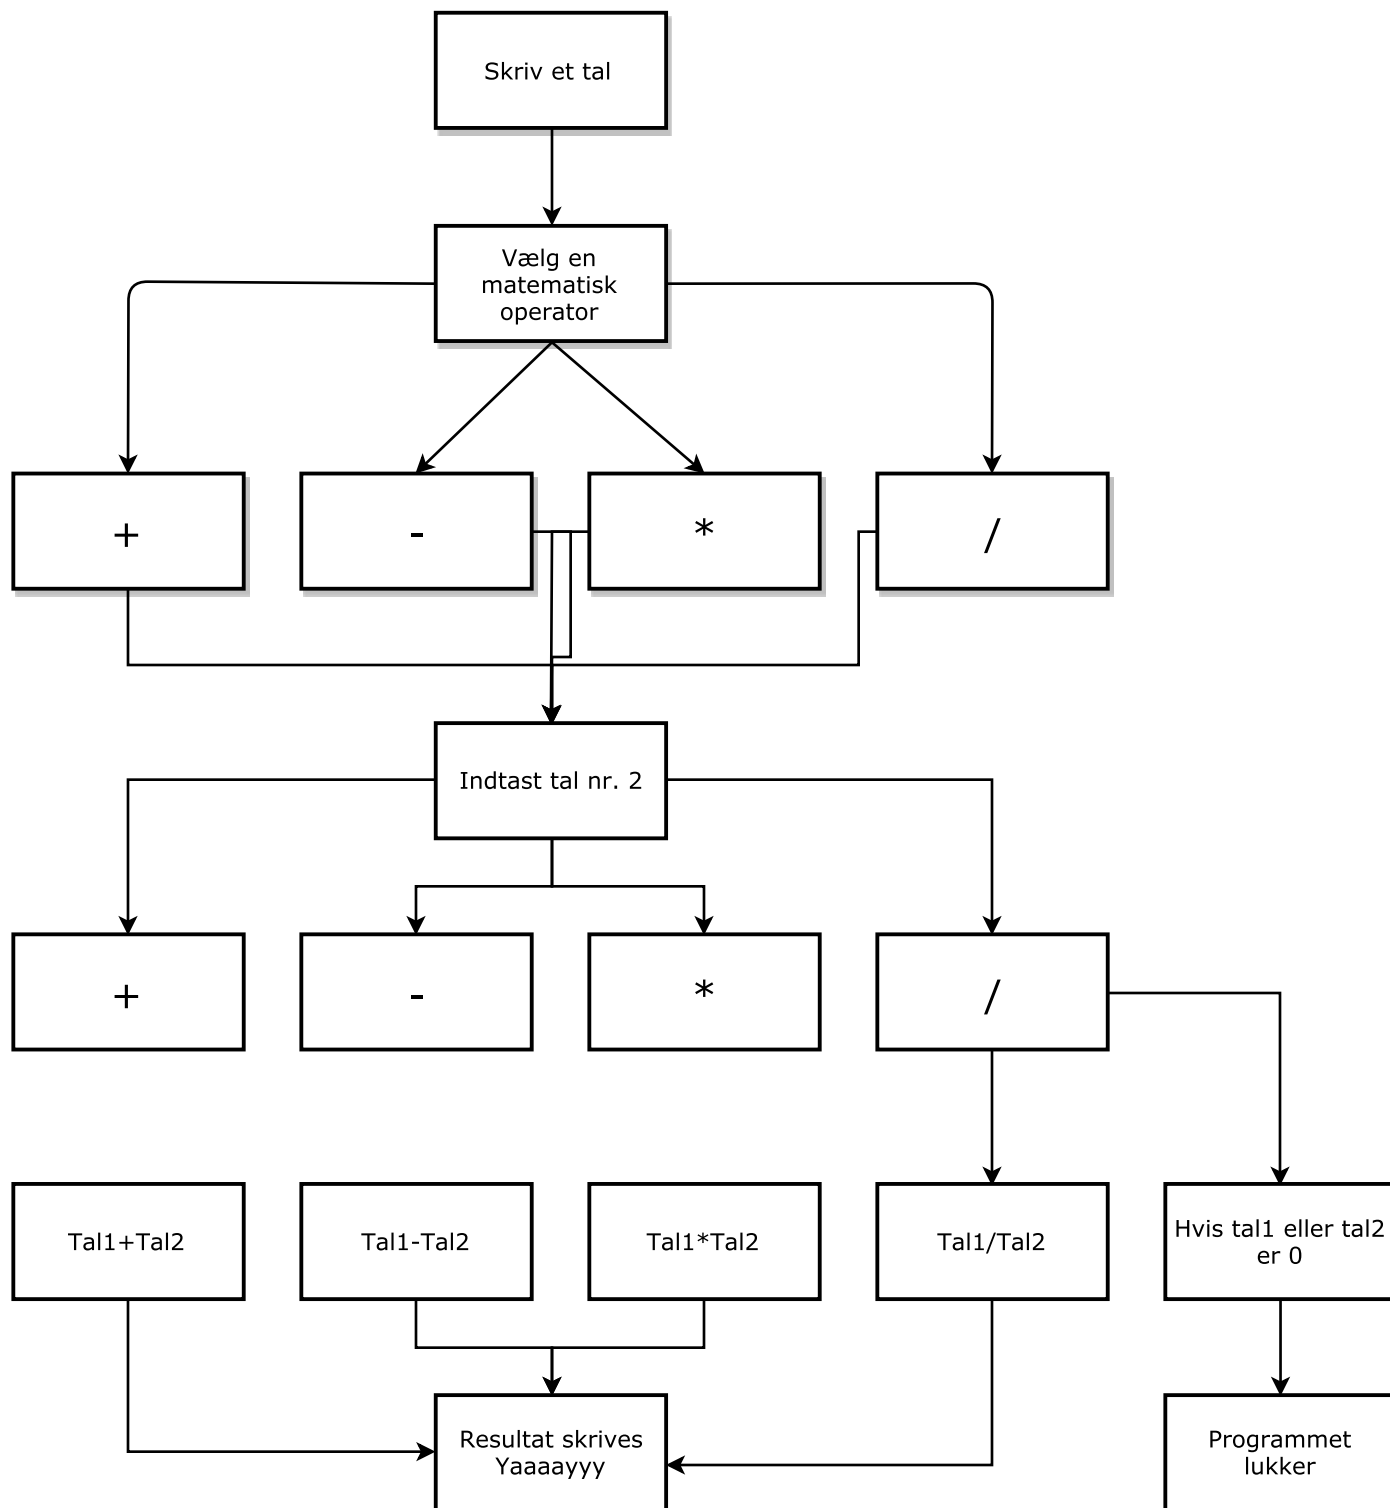 Skriv et tal
Vælg en
matematisk
operator
+
-
*
/
Indtast tal nr. 2
+
-
*
/
Tal1+Tal2
Tal1-Tal2
Tal1*Tal2
Tal1/Tal2
Hvis tal1 eller tal2
er 0
Resultat skrives
Yaaaayyy
Programmet
lukker